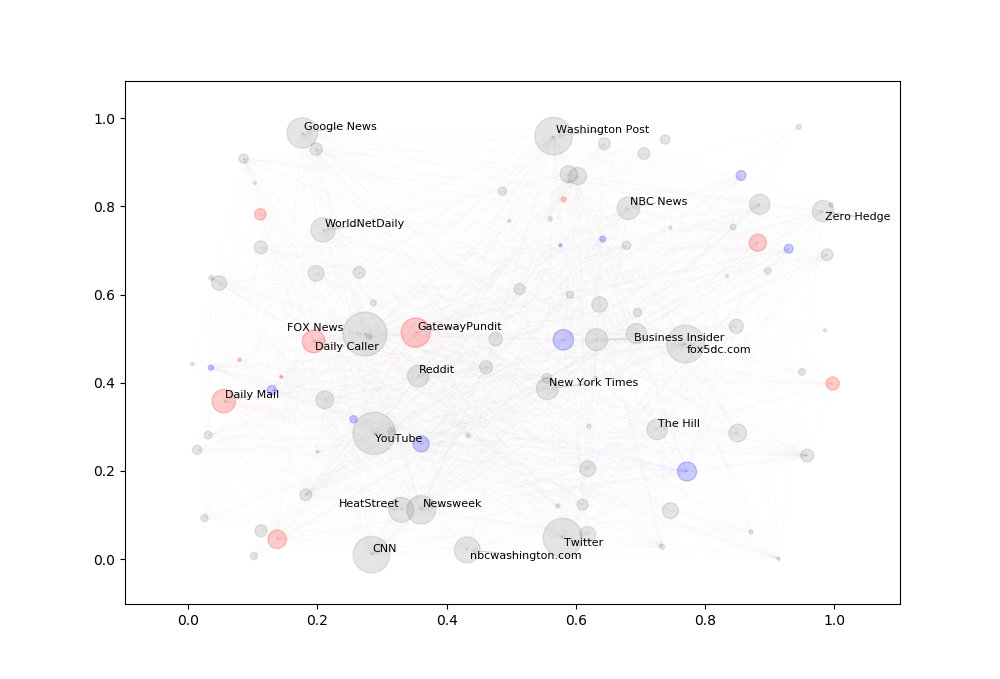 1.0
0.8
0.6
0.4
0.2
0.0
Google News
Washington Post
NBC News
Zero Hedge
WorldNetDaily
FOX News
GatewayPundit
Daily Caller
Business Insider
fox5dc.com
Reddit
New York Times
Daily Mail
The Hill
YouTube
HeatStreet
Newsweek
CNN
Twitter
nbcwashington.com
0.0
0.2
0.4
0.6
0.8
1.0